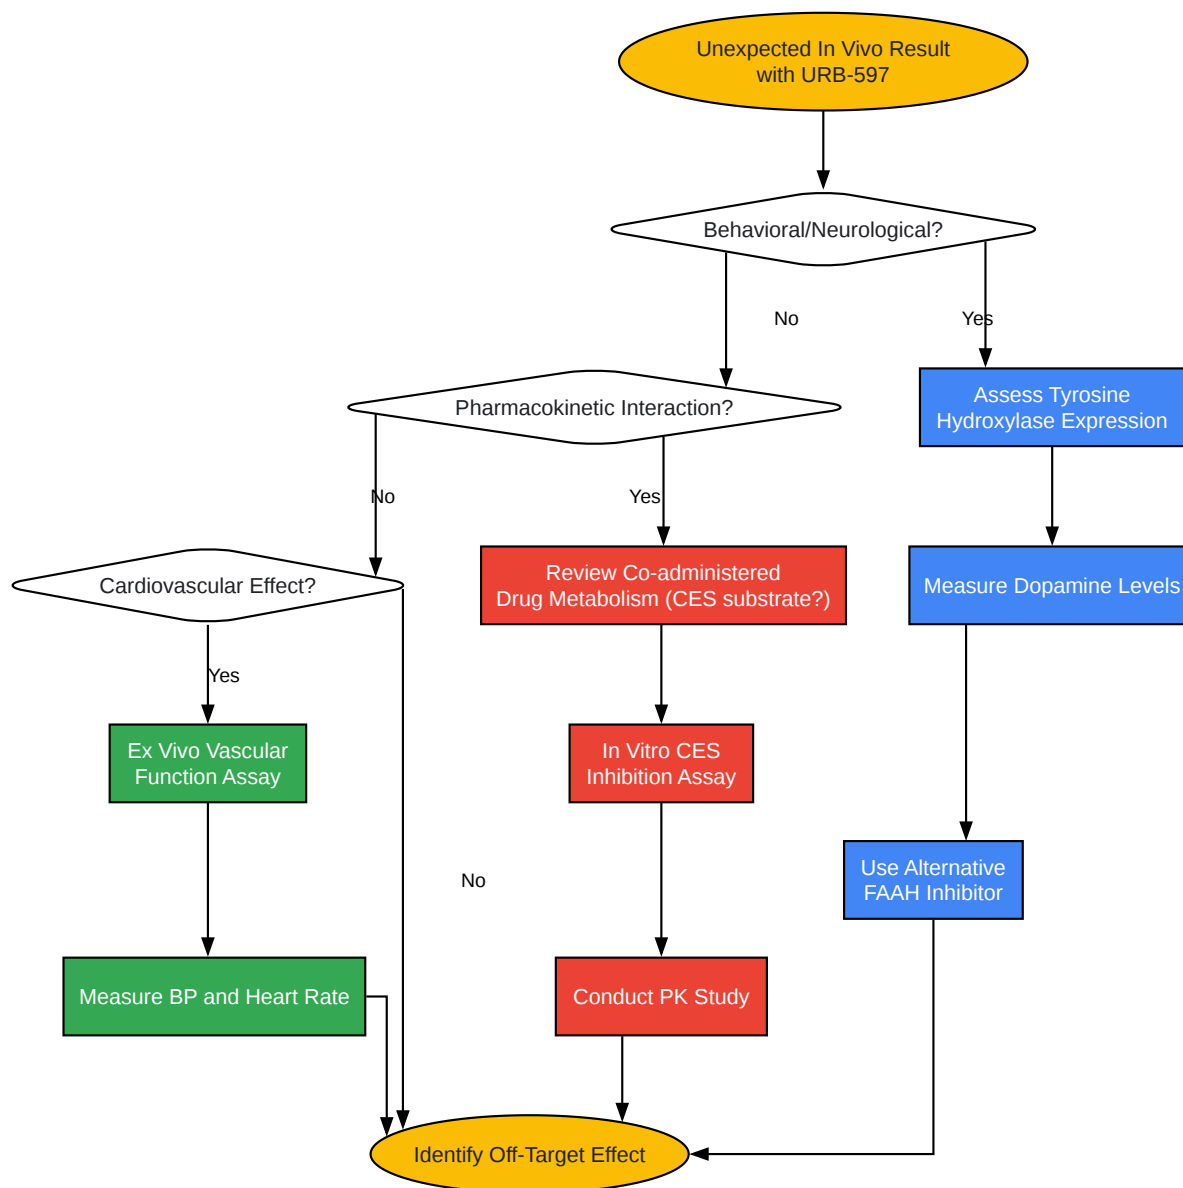 Unexpected In Vivo Result
with URB-597
Behavioral/Neurological?
No
Yes
Pharmacokinetic Interaction?
Assess Tyrosine
Hydroxylase Expression
No
Yes
Cardiovascular Effect?
Review Co-administered
Drug Metabolism (CES substrate?)
Measure Dopamine Levels
Yes
Ex Vivo Vascular
Function Assay
In Vitro CES
Inhibition Assay
Use Alternative
FAAH Inhibitor
No
Measure BP and Heart Rate
Conduct PK Study
Identify Off-Target Effect